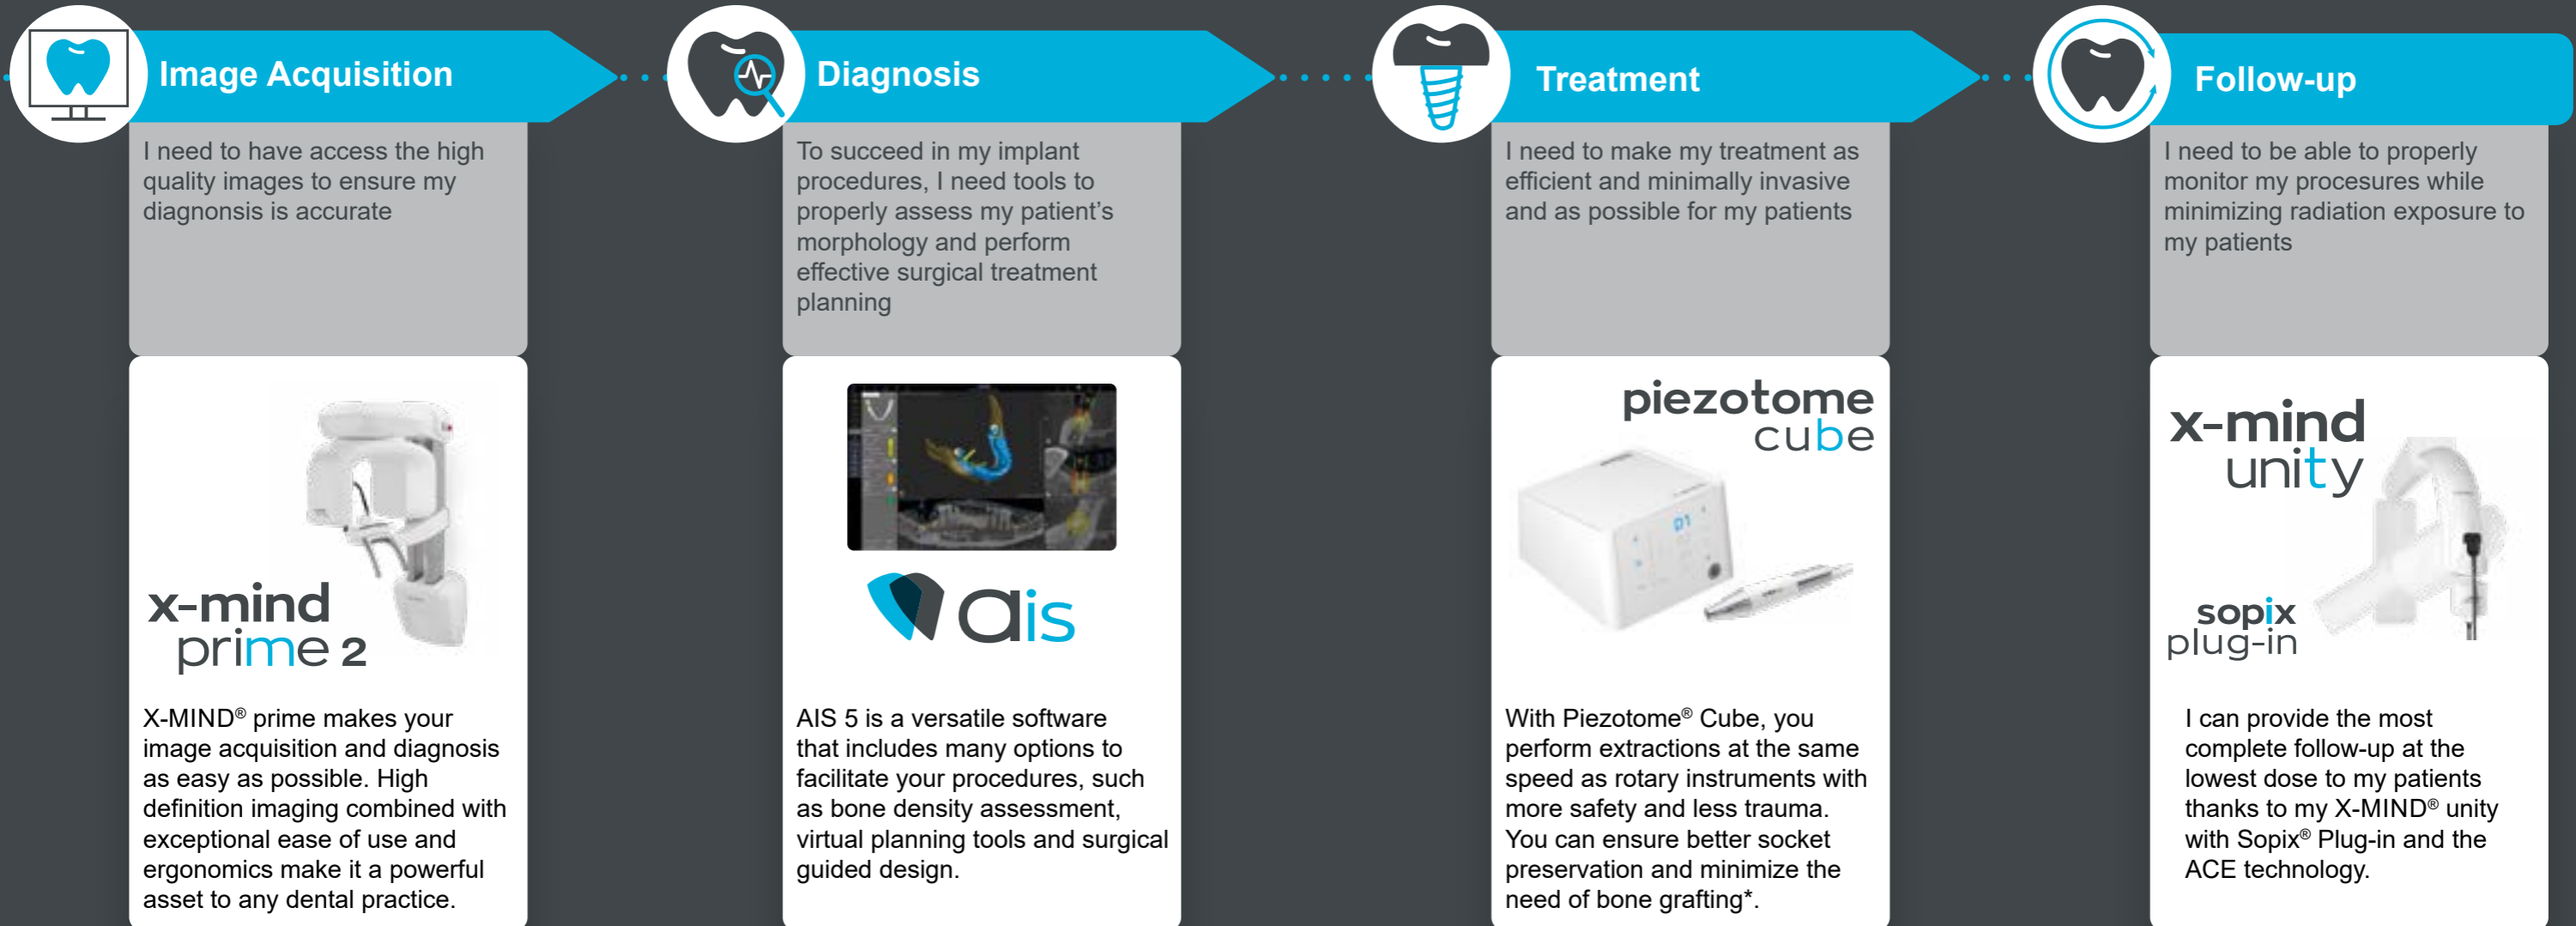 Image Acquisition
I need to have access the high
quality images to ensure my
diagnonsis is accurate
x-mind
prime 2
X-MIND® prime makes your
image acquisition and diagnosis
as easy as possible. High
definition imaging combined with
exceptional ease of use and
ergonomics make it a powerful
asset to any dental practice.
Diagnosis
To succeed in my implant
procedures, I need tools to
properly assess my patient’s
morphology and perform
effective surgical treatment
planning
ais
AIS 5 is a versatile software
that includes many options to
facilitate your procedures, such
as bone density assessment,
virtual planning tools and surgical
guided design.
Treatment
I need to make my treatment as
efficient and minimally invasive
and as possible for my patients
piezotome
cube
With Piezotome® Cube, you
perform extractions at the same
speed as rotary instruments with
more safety and less trauma.
You can ensure better socket
preservation and minimize the
need of bone grafting*.
Follow-up
I need to be able to properly
monitor my procesures while
minimizing radiation exposure to
my patients
x-mind
unity
sopix
plug-in
I can provide the most
complete follow-up at the
lowest dose to my patients
thanks to my X-MIND® unity
with Sopix® Plug-in and the
ACE technology.